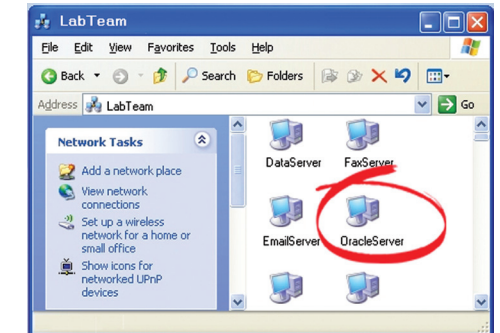 LabTeam
File Edit View Favorites Tools Help
Back Search Folders
Address LabTeam Go
Network Tasks
Add a network place
View network
connections
Set up a wireless
network for a home or
small office
Show icons for
networked UPnP
devices
DataServer FaxServer
EmailServer OracleServer